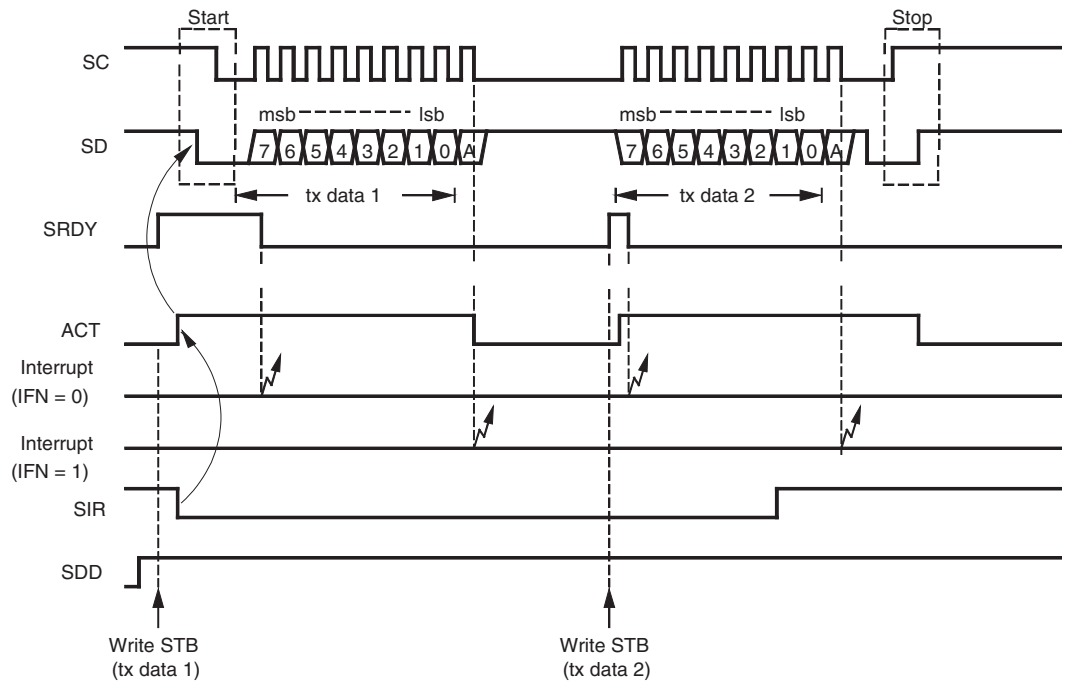 Start
Stop
SC
msb lsb
msb lsb
SD
7 6 5 4 3 2 1 0 A
7 6 5 4 3 2 1 0 A
tx data 1
tx data 2
SRDY
ACT
Interrupt
(IFN = 0)
Interrupt
(IFN = 1)
SIR
SDD
Write STB
(tx data 1)
Write STB
(tx data 2)